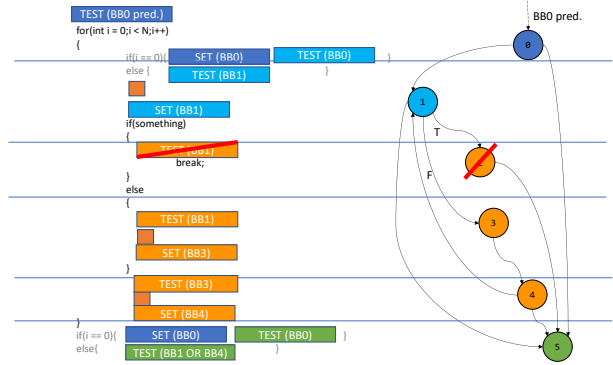 TEST (BB0 pred.)
for(int i = 0;i < N;i++)
{
if(i == 0){ SET (BB0) TEST (BB0) }
else { TEST (BB1) }
SET (BB1)
if(something)
{
TEST (BB1)
break;
}
else
{
TEST (BB1)
SET (BB3)
}
TEST (BB3)
SET (BB4)
}
if(i == 0){ SET (BB0) TEST (BB0) }
else{ TEST (BB1 OR BB4) }
BB0 pred.
0
1
T
F
3
4
5